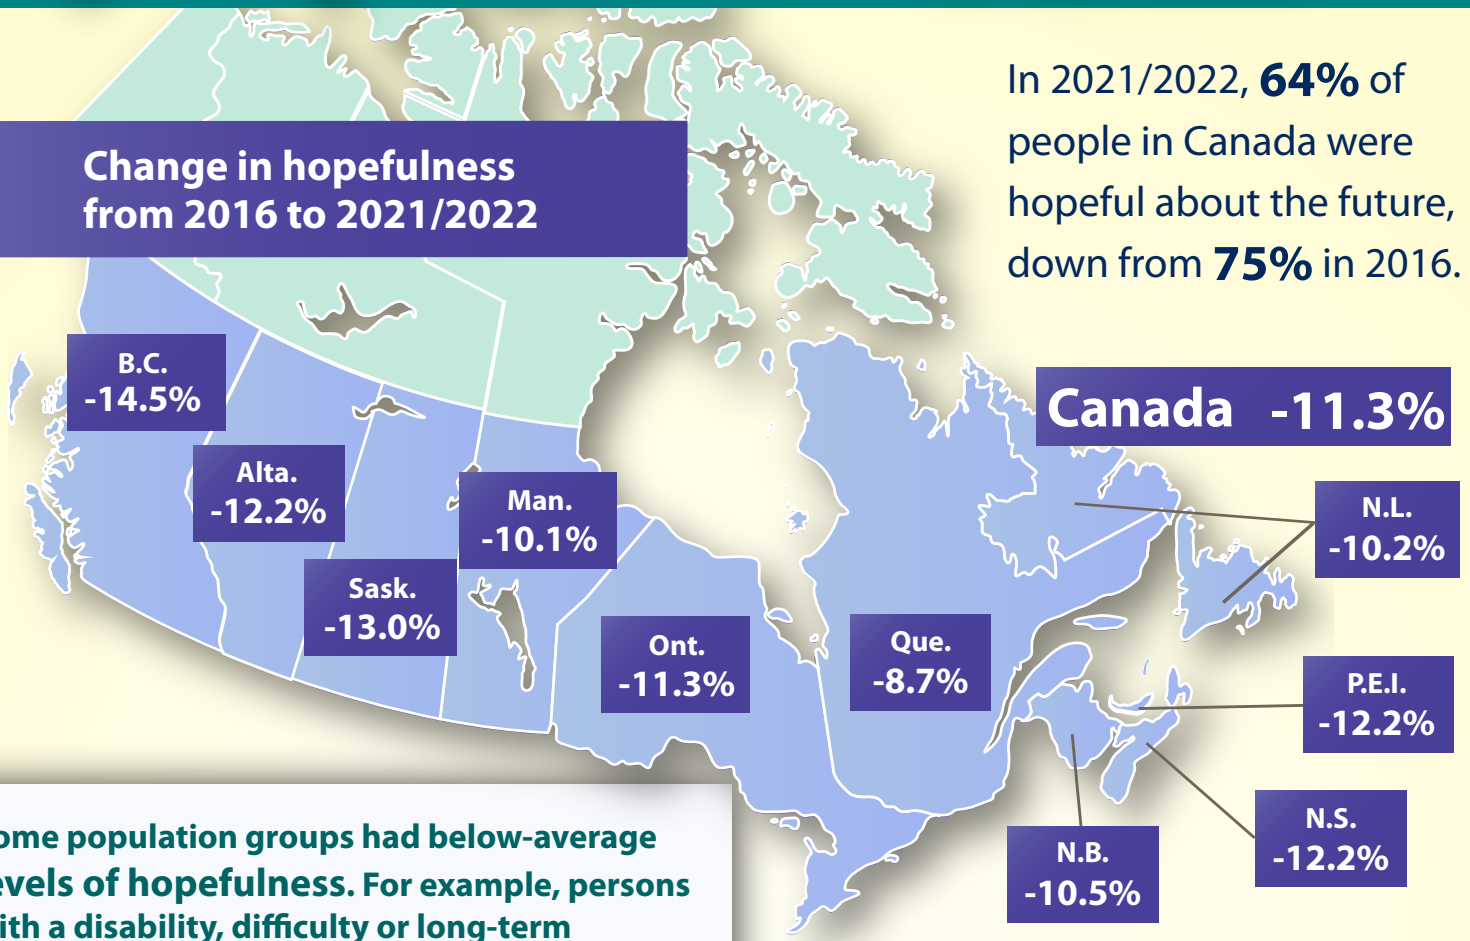 Change in hopefulness
from 2016 to 2021/2022
In 2021/2022, 64% of
people in Canada were
hopeful about the future,
down from 75% in 2016.
Canada -11.3%
B.C.
-14.5%
Alta.
-12.2%
Sask.
-13.0%
Man.
-10.1%
Ont.
-11.3%
Que.
-8.7%
N.L.
-10.2%
P.E.I.
-12.2%
N.S.
-12.2%
N.B.
-10.5%
ome population groups had below-average
evels of hopefulness. For example, persons
ith a disability, difficulty or long-term